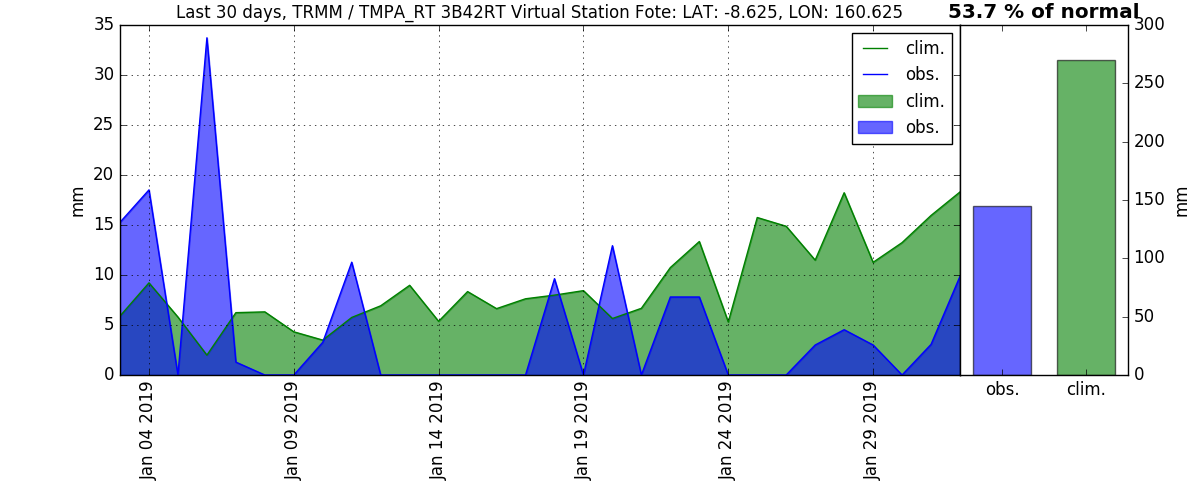 Last 30 days, TRMM / TMPA_RT 3B42RT Virtual Station Fote: LAT: -8.625, LON: 160.625
53.7 % of normal
35
30
25
20
15
10
5
0
mm
clim.
obs.
clim.
obs.
Jan 04 2019
Jan 09 2019
Jan 14 2019
Jan 19 2019
Jan 24 2019
Jan 29 2019
300
250
200
150
100
50
0
mm
obs.
clim.